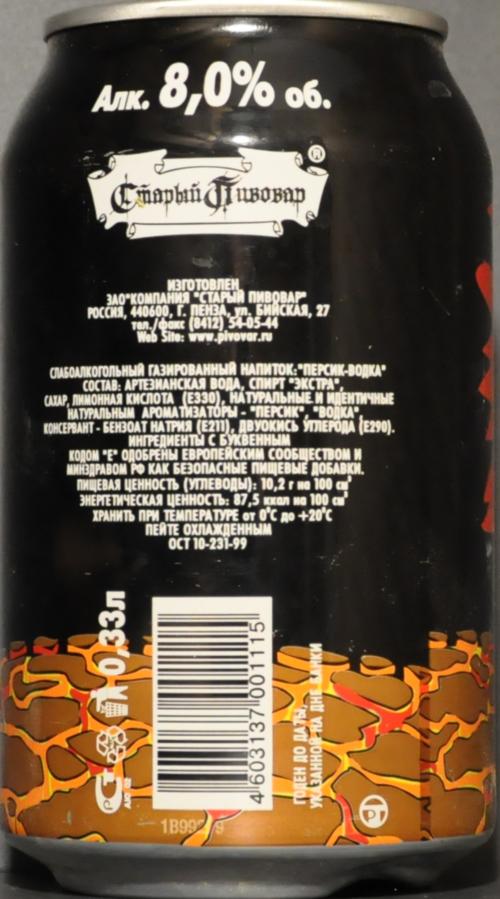 Алк. 8,0% об.
®
Старый Пивовар
ИЗГОТОВЛЕН
ЗАО"КОМПАНИЯ "СТАРЫЙ ПИВОВАР"
РОССИЯ, 440600, Г. ПЕНЗА, ул. БИЙСКАЯ, 27
тел./факс (8412) 54-05-44
Web Site: www.pivovar.ru
СЛАБОАЛКОГОЛЬНЫЙ ГАЗИРОВАННЫЙ НАПИТОК:"ПЕРСИК-ВОДКА"
СОСТАВ: АРТЕЗИАНСКАЯ ВОДА, СПИРТ "ЭКСТРА",
САХАР, ЛИМОННАЯ КИСЛОТА (Е330), НАТУРАЛЬНЫЕ И ИДЕНТИЧНЫЕ
НАТУРАЛЬНЫМ АРОМАТИЗАТОРЫ - "ПЕРСИК", "ВОДКА",
КОНСЕРВАНТ - БЕНЗОАТ НАТРИЯ (Е211), ДВУОКИСЬ УГЛЕРОДА (Е290).
ИНГРЕДИЕНТЫ С БУКВЕННЫМ
КОДОМ "Е" ОДОБРЕНЫ ЕВРОПЕЙСКИМ СООБЩЕСТВОМ И
МИНЗДРАВОМ РФ КАК БЕЗОПАСНЫЕ ПИЩЕВЫЕ ДОБАВКИ.
ПИЩЕВАЯ ЦЕННОСТЬ (УГЛЕВОДЫ): 10,2 г на 100 см³
ЭНЕРГЕТИЧЕСКАЯ ЦЕННОСТЬ: 87,5 ккал на 100 см³
ХРАНИТЬ ПРИ ТЕМПЕРАТУРЕ от 0°С до +20°С
ПЕЙТЕ ОХЛАЖДЕННЫМ
ОСТ 10-231-99
0,33л
4 603137 001115
ГОДЕН ДО ДАТЫ,
УКАЗАННОЙ НА ДНЕ БАНКИ